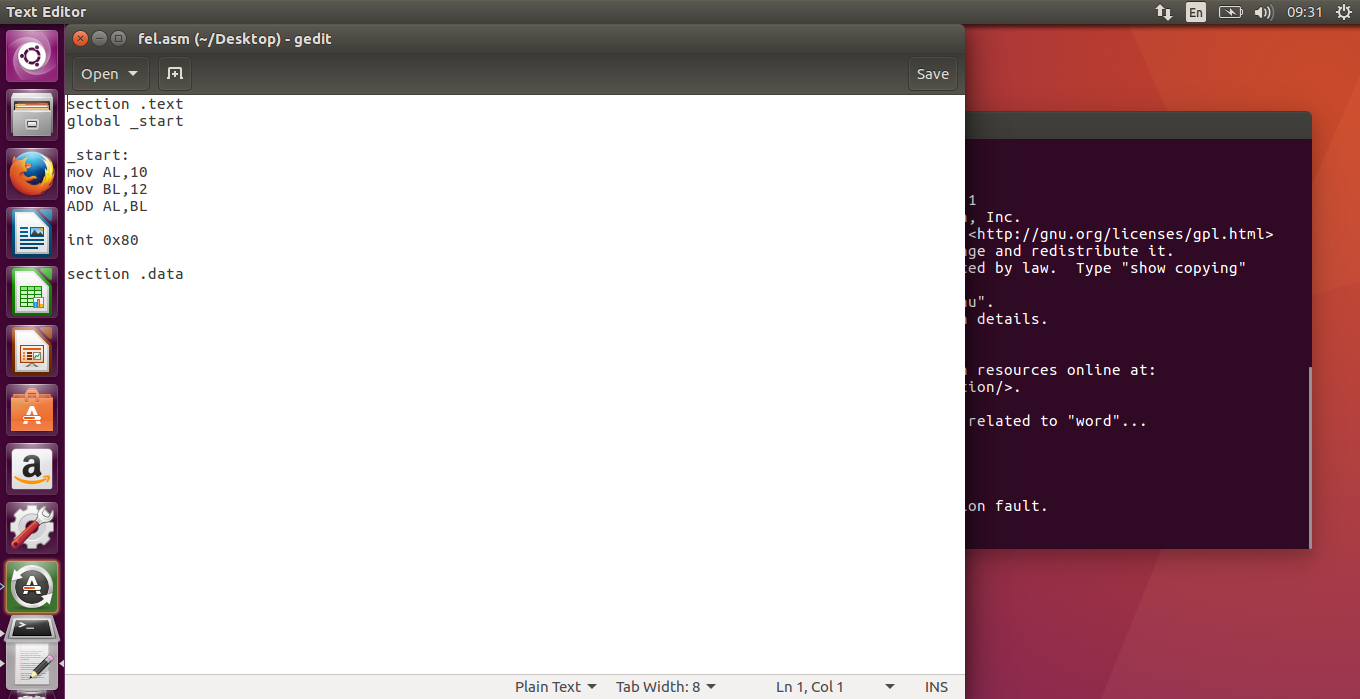 Text Editor
En
09:31
fel.asm (~/Desktop) - gedit
Open
Save
section .text
global _start
_start:
mov AL,10
mov BL,12
ADD AL,BL
int 0x80
section .data
1
, Inc.
<http://gnu.org/licenses/gpl.html>
ge and redistribute it.
ed by law.  Type "show copying"
u".
details.
resources online at:
ion/>.
related to "word"...
on fault.
a
Plain Text
Tab Width: 8
Ln 1, Col 1
INS